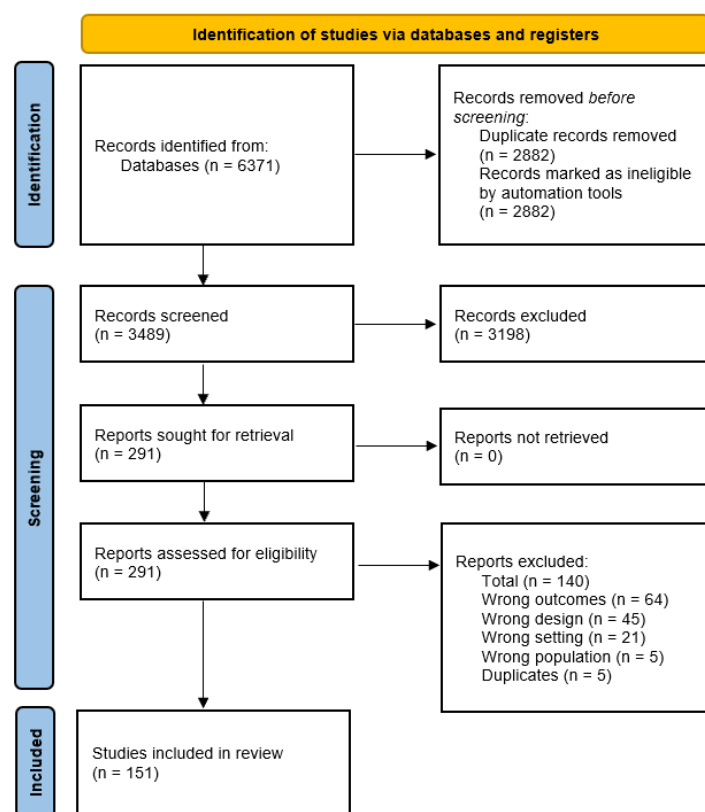 Identification of studies via databases and registers
Identification
Records identified from:
Databases (n = 6371)
Records removed before
screening:
Duplicate records removed
(n = 2882)
Records marked as ineligible
by automation tools
(n = 2882)
Screening
Records screened
(n = 3489)
Records excluded
(n = 3198)
Reports sought for retrieval
(n = 291)
Reports not retrieved
(n = 0)
Reports assessed for eligibility
(n = 291)
Reports excluded:
Total (n = 140)
Wrong outcomes (n = 64)
Wrong design (n = 45)
Wrong setting (n = 21)
Wrong population (n = 5)
Duplicates (n = 5)
Included
Studies included in review
(n = 151)